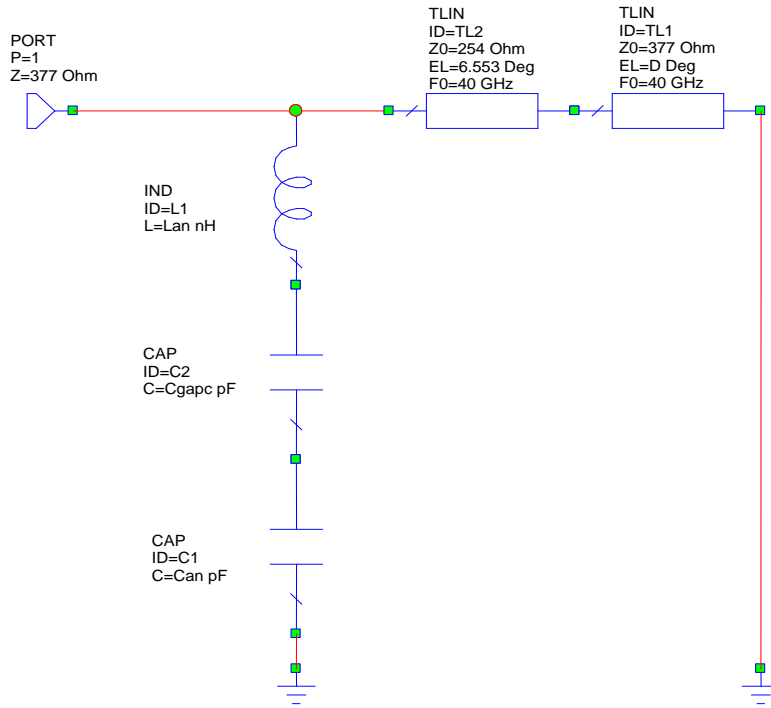 PORT
P=1
Z=377 Ohm
TLIN
ID=TL2
Z0=254 Ohm
EL=6.553 Deg
F0=40 GHz
TLIN
ID=TL1
Z0=377 Ohm
EL=D Deg
F0=40 GHz
IND
ID=L1
L=Lan nH
CAP
ID=C2
C=Cgapc pF
CAP
ID=C1
C=Can pF